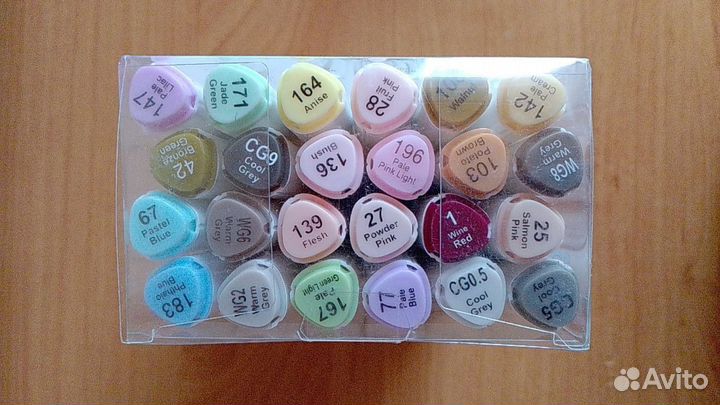 147
Pale
Lilac
171
Jade
Green
164
Anise
28
Fruit
Pink
Walnut
142
Pale
Cream
42
Bronze
Green
CG9
Cool
Grey
136
Blush
196
Pale
Pink Light
103
Potato
Brown
WG8
Warm
Grey
67
Pastel
Blue
WG6
Warm
Grey
139
Flesh
27
Powder
Pink
1
Wine
Red
25
Salmon
Pink
183
Phthalo
Blue
WG2
Warm
Grey
167
Pale
Green Light
77
Pale
Blue
CG0.5
Cool
Grey
CG5
Cool
Grey
Avito